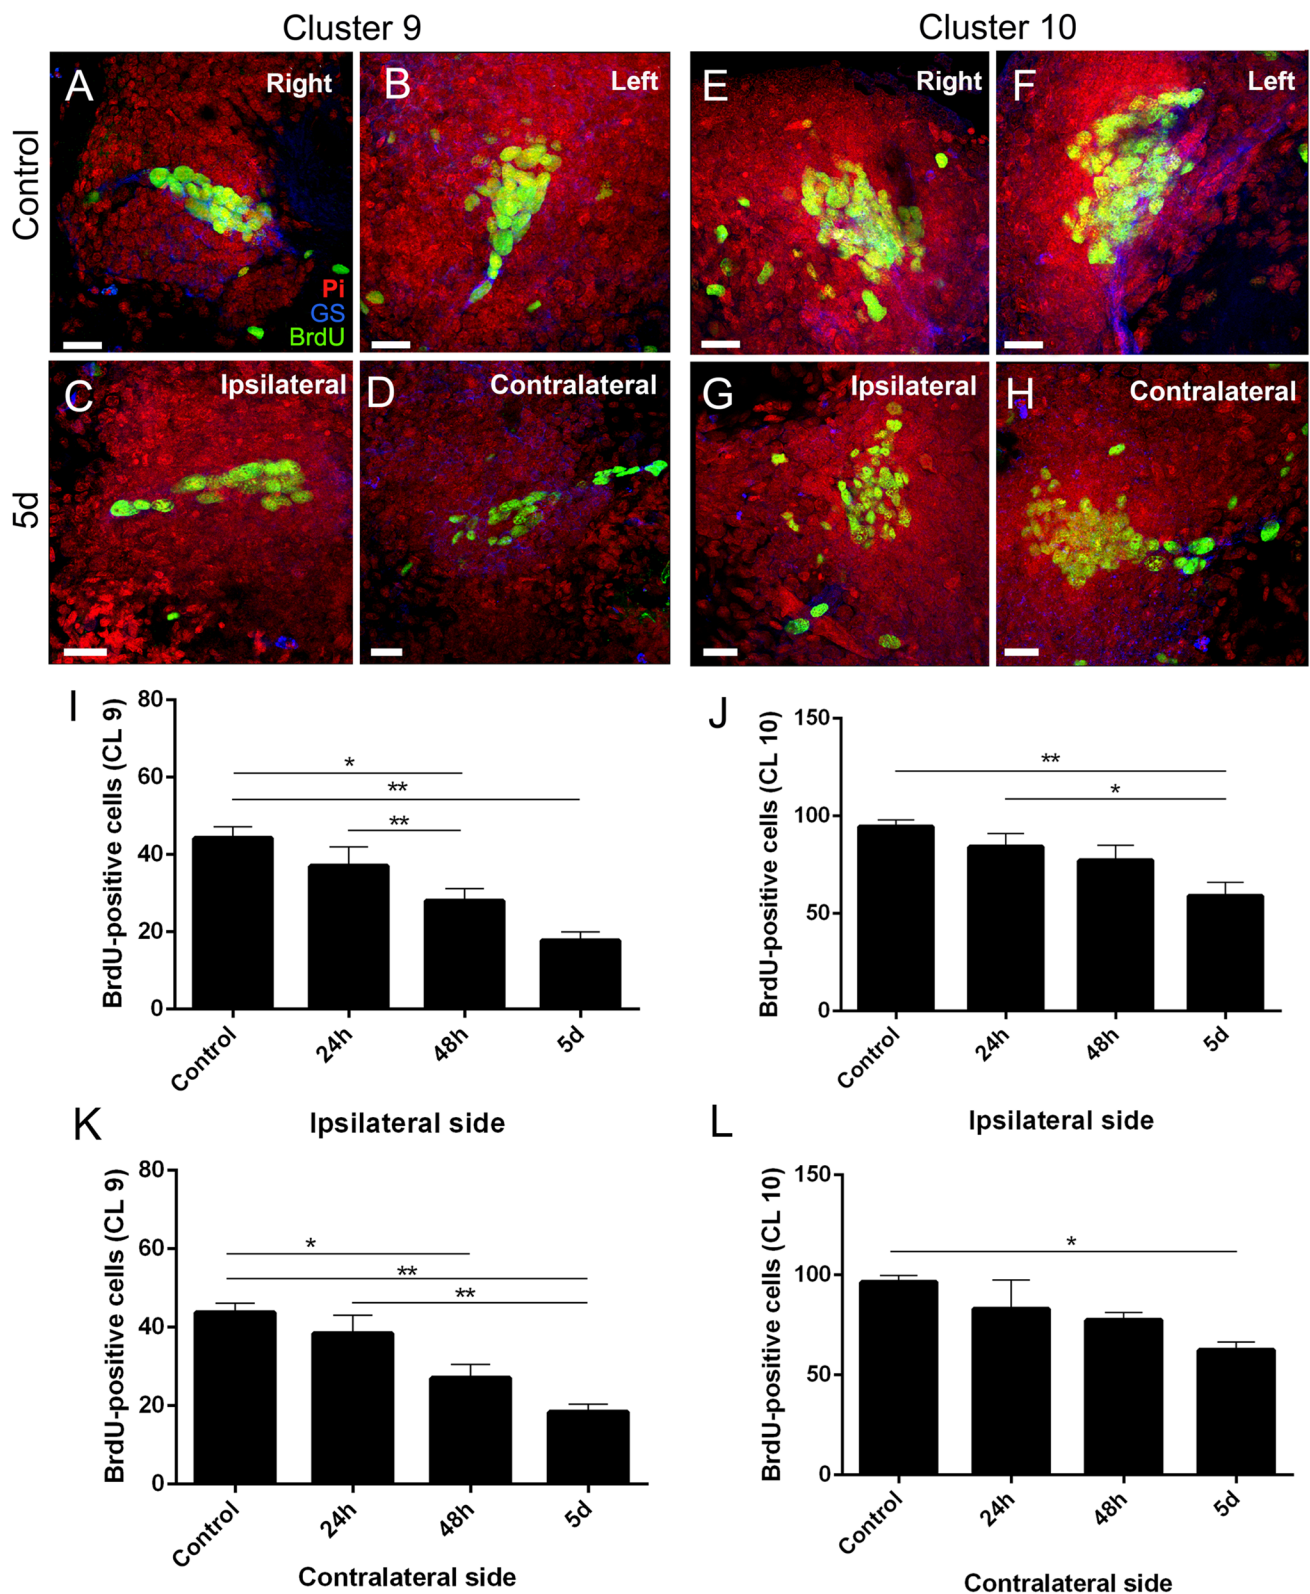 Cluster 9
Cluster 10
Control
A
Right
Pi
GS
BrdU
B
Left
E
Right
F
Left
5d
C
Ipsilateral
D
Contralateral
G
Ipsilateral
H
Contralateral
I
BrdU-positive cells (CL 9)
80
60
40
20
0
*
**
**
Control
24h
48h
5d
Ipsilateral side
J
BrdU-positive cells (CL 10)
150
100
50
0
**
*
Control
24h
48h
5d
Ipsilateral side
K
BrdU-positive cells (CL 9)
80
60
40
20
0
*
**
**
Control
24h
48h
5d
Contralateral side
L
BrdU-positive cells (CL 10)
150
100
50
0
*
Control
24h
48h
5d
Contralateral side